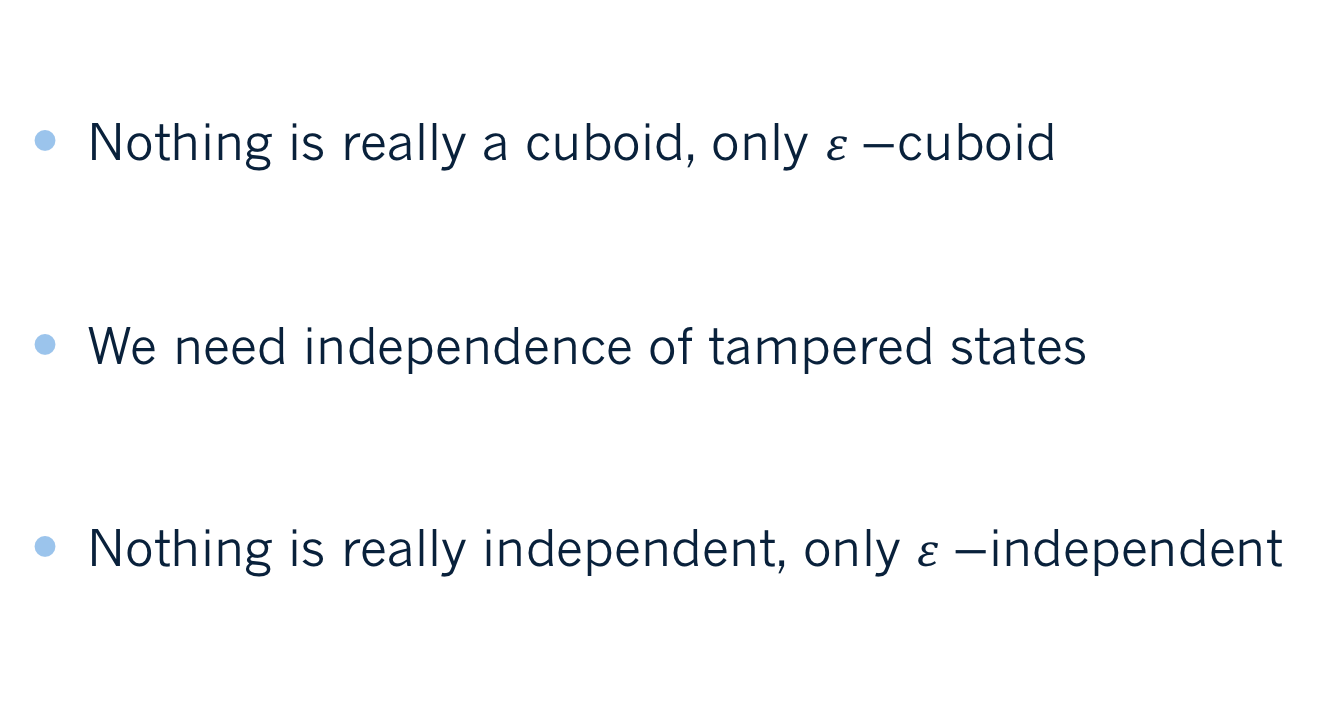 • Nothing is really a cuboid, only ε –cuboid
• We need independence of tampered states
• Nothing is really independent, only ε –independent